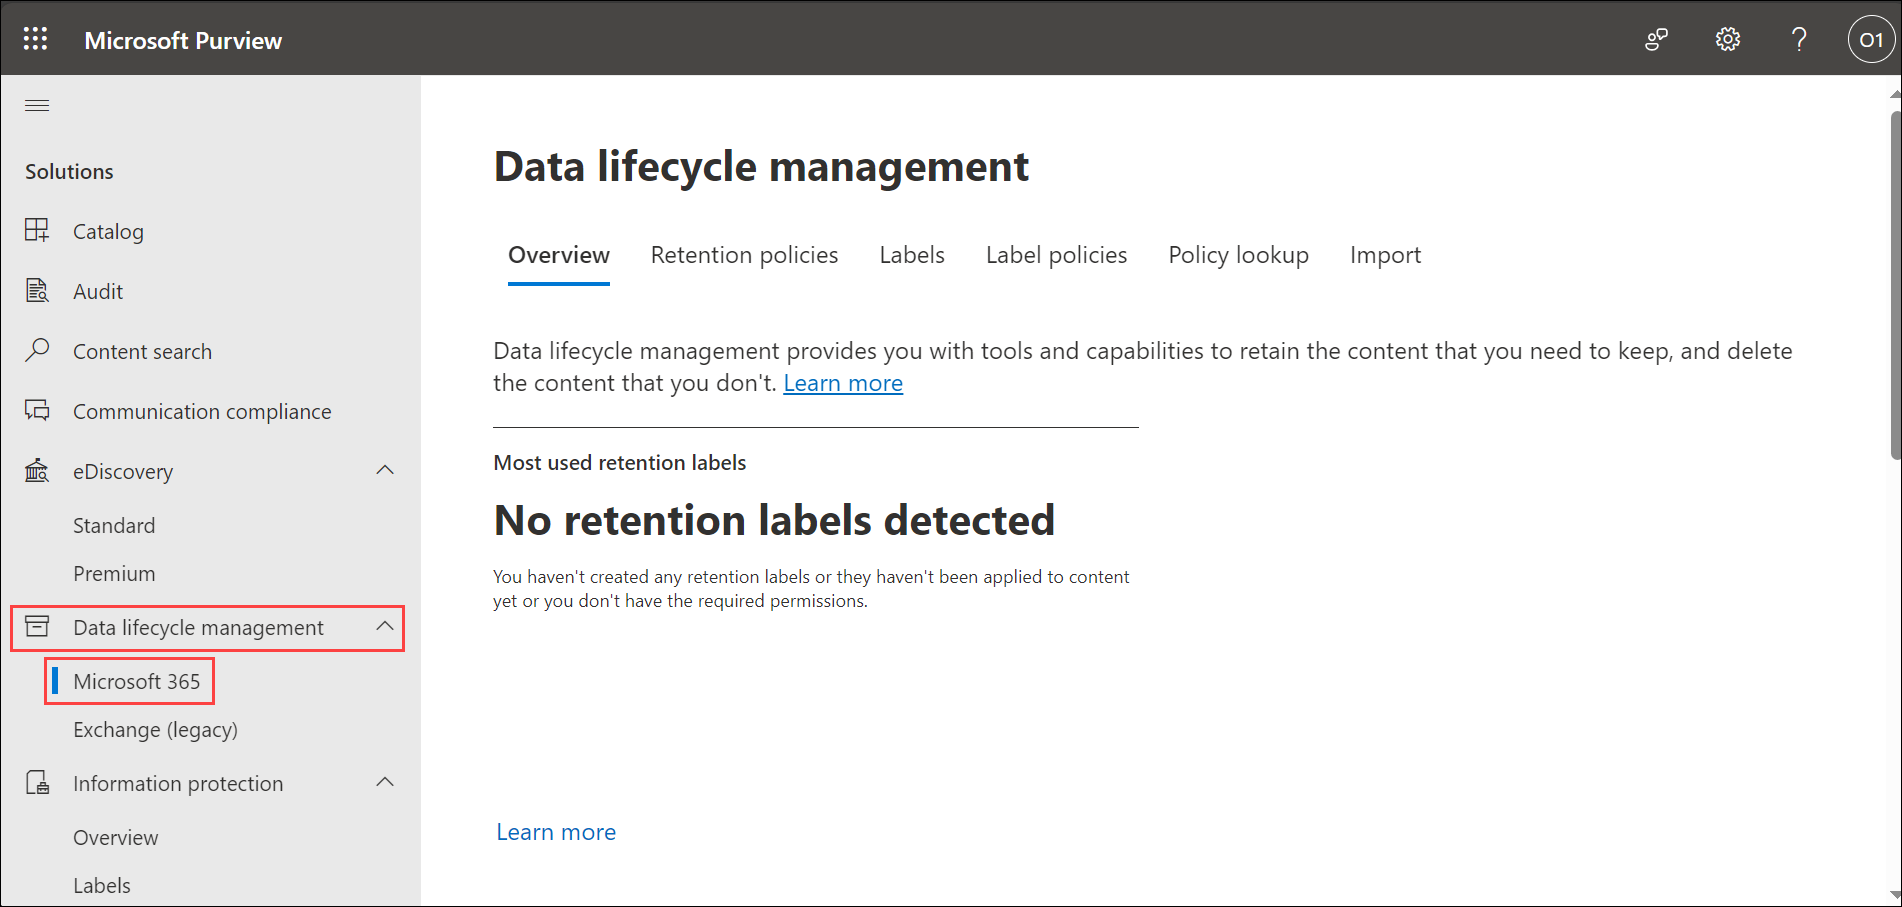 Microsoft Purview
?
O1
Solutions
Catalog
Audit
Content search
Communication compliance
eDiscovery
Standard
Premium
Data lifecycle management
Microsoft 365
Exchange (legacy)
Information protection
Overview
Labels
Data lifecycle management
Overview Retention policies Labels Label policies Policy lookup Import
Data lifecycle management provides you with tools and capabilities to retain the content that you need to keep, and delete
the content that you don't. Learn more
Most used retention labels
No retention labels detected
You haven't created any retention labels or they haven't been applied to content
yet or you don't have the required permissions.
Learn more